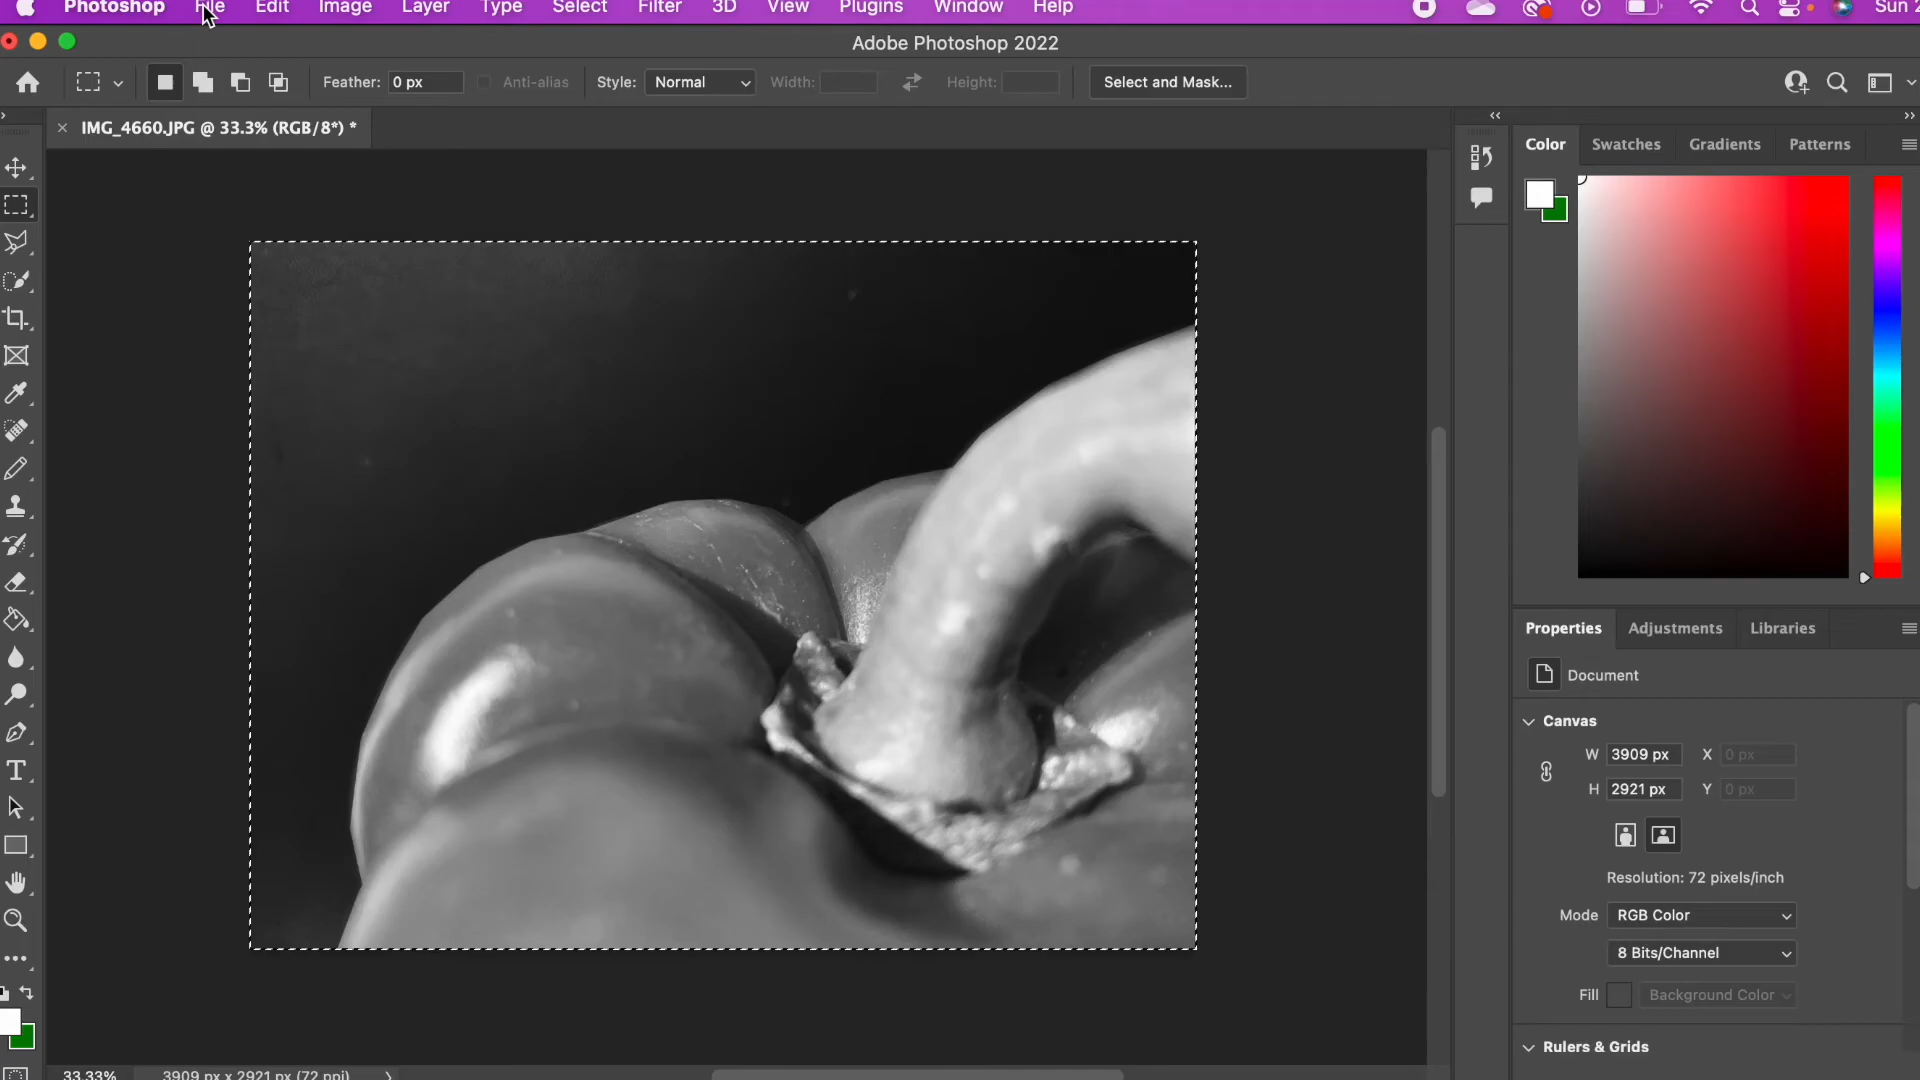 Photoshop File Edit Image Layer Type Select Filter 3D View Plugins Window Help Sun 2
Adobe Photoshop 2022
Feather: 0 px Anti-alias Style: Normal Width: Height: Select and Mask...
IMG_4660.JPG @ 33.3% (RGB/8*) *
Color Swatches Gradients Patterns
Properties Adjustments Libraries
Document
Canvas
W 3909 px X 0 px
H 2921 px Y 0 px
Resolution: 72 pixels/inch
Mode RGB Color
8 Bits/Channel
Fill Background Color
Rulers & Grids
33.33% 3909 px x 2921 px (72 ppi)